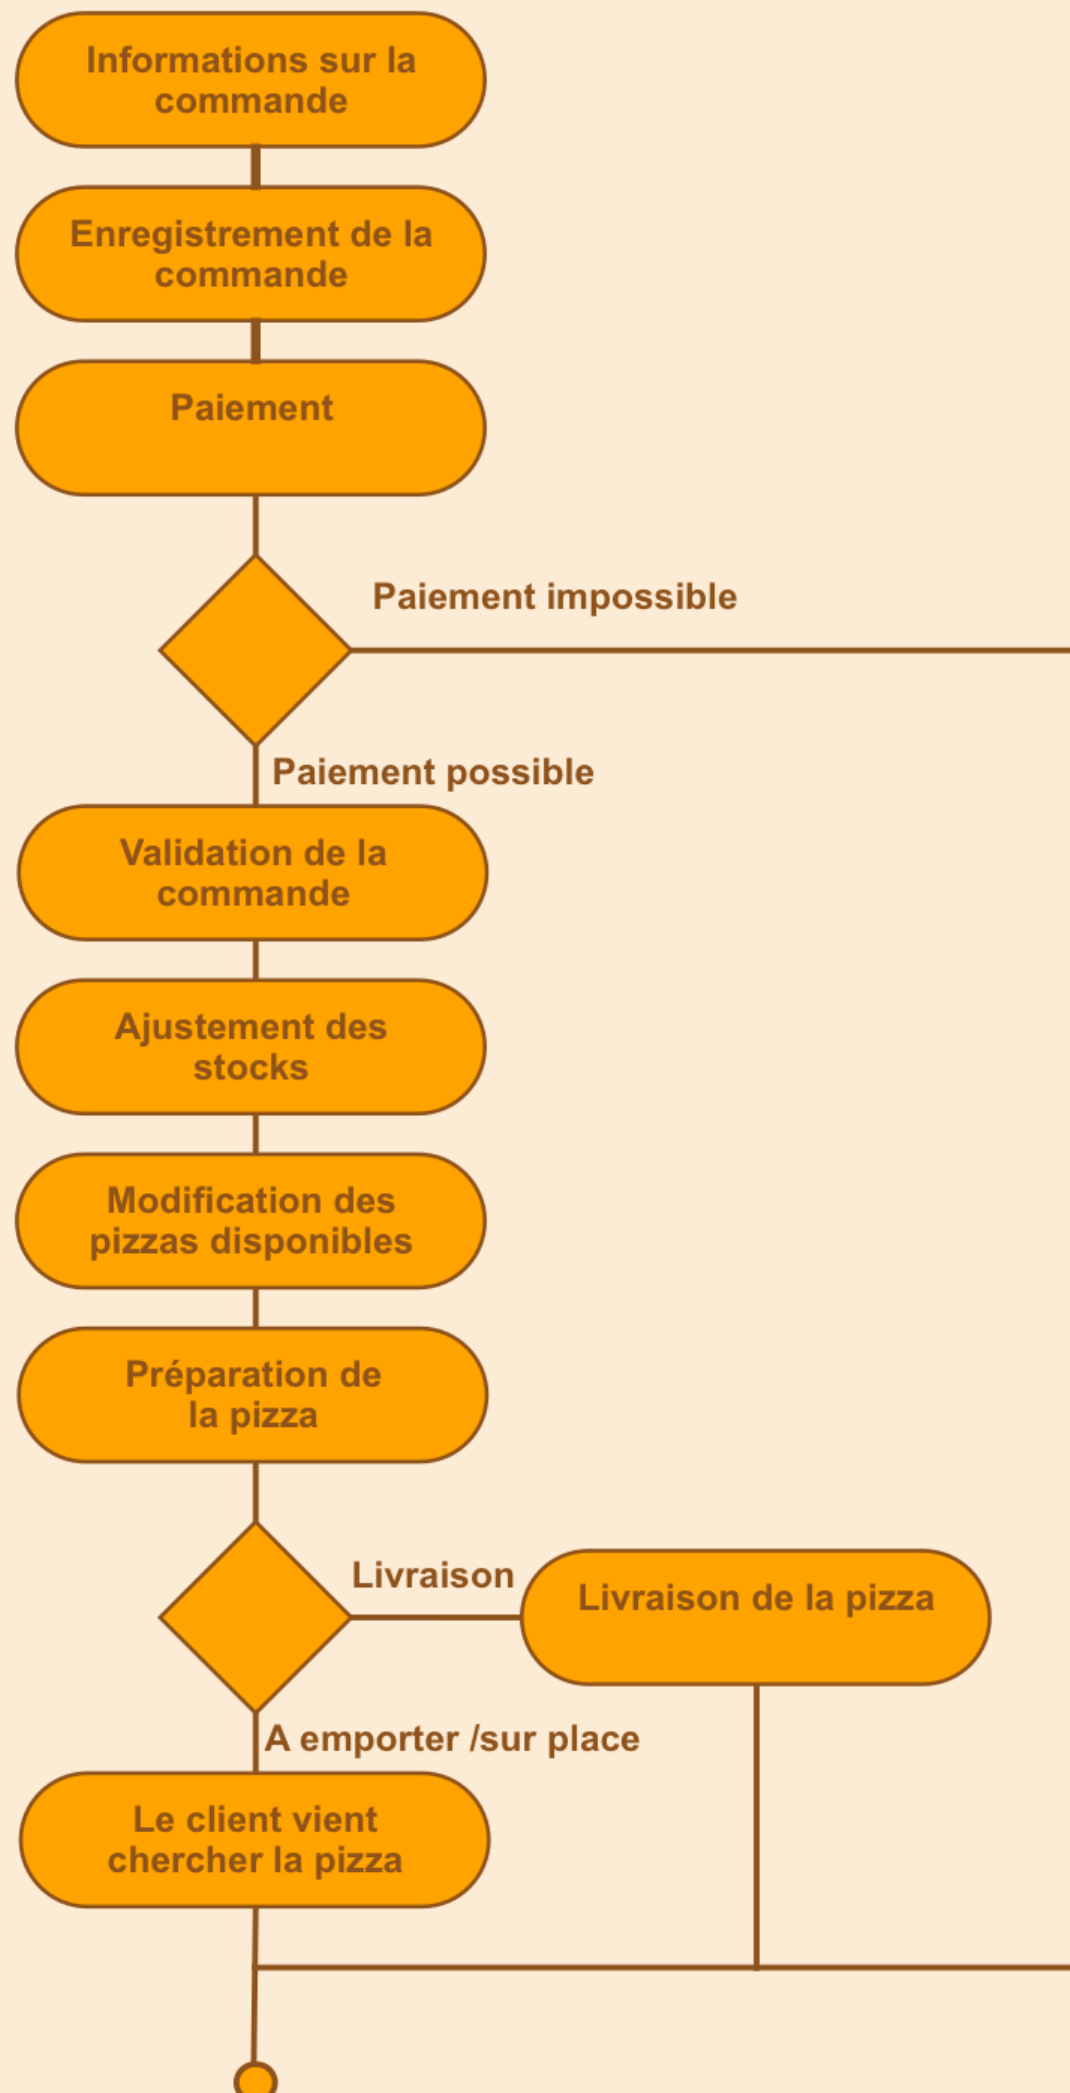 Informations sur la
commande
Enregistrement de la
commande
Paiement
Paiement impossible
Paiement possible
Validation de la
commande
Ajustement des
stocks
Modification des
pizzas disponibles
Préparation de
la pizza
Livraison
Livraison de la pizza
A emporter /sur place
Le client vient
chercher la pizza